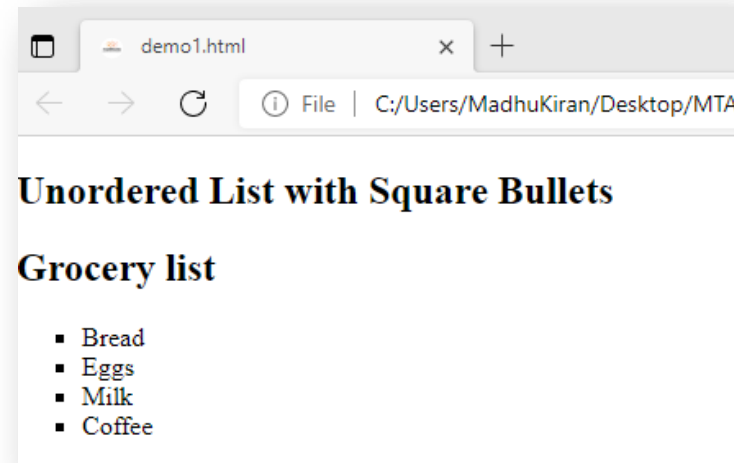 demo1.html
File C:/Users/MadhuKiran/Desktop/MTA
Unordered List with Square Bullets
Grocery list
Bread
Eggs
Milk
Coffee